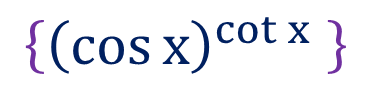 {(cos x)^{cot x} }